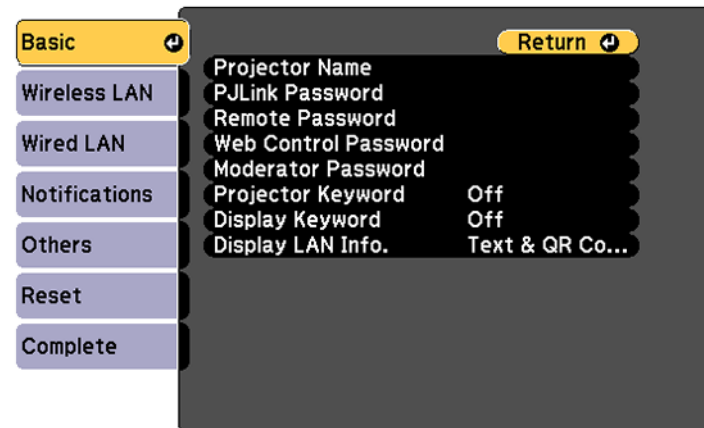 Basic
Wireless LAN
Wired LAN
Notifications
Others
Reset
Complete
Return
Projector Name
PJLink Password
Remote Password
Web Control Password
Moderator Password
Projector Keyword Off
Display Keyword Off
Display LAN Info. Text & QR Co...